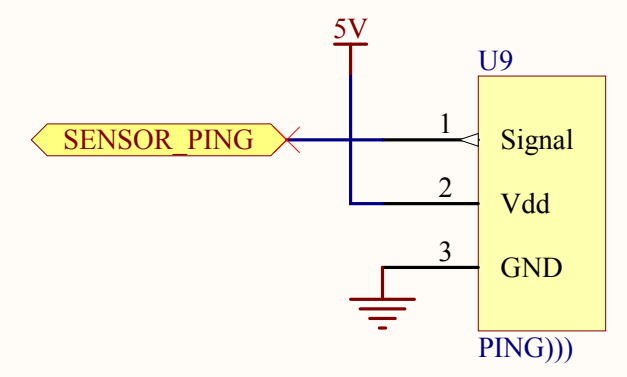 5V
U9
SENSOR_PING
1 Signal
2 Vdd
3 GND
PING)))